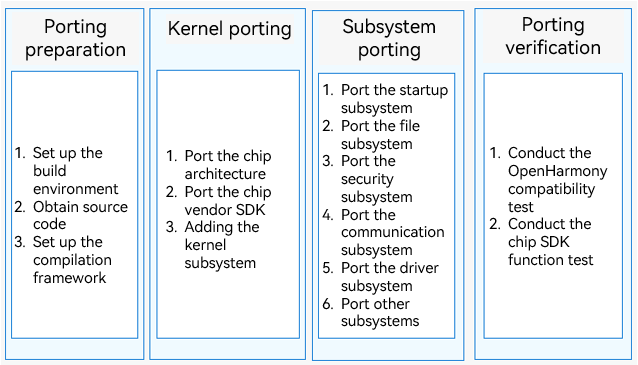 Porting
preparation
1. Set up the
build
environment
2. Obtain source
code
3. Set up the
compilation
framework
Kernel porting
1. Port the chip
architecture
2. Port the chip
vendor SDK
3. Adding the
kernel
subsystem
Subsystem
porting
1. Port the startup
subsystem
2. Port the file
subsystem
3. Port the
security
subsystem
4. Port the
communication
subsystem
5. Port the driver
subsystem
6. Port other
subsystems
Porting
verification
1. Conduct the
OpenHarmony
compatibility
test
2. Conduct the
chip SDK
function test